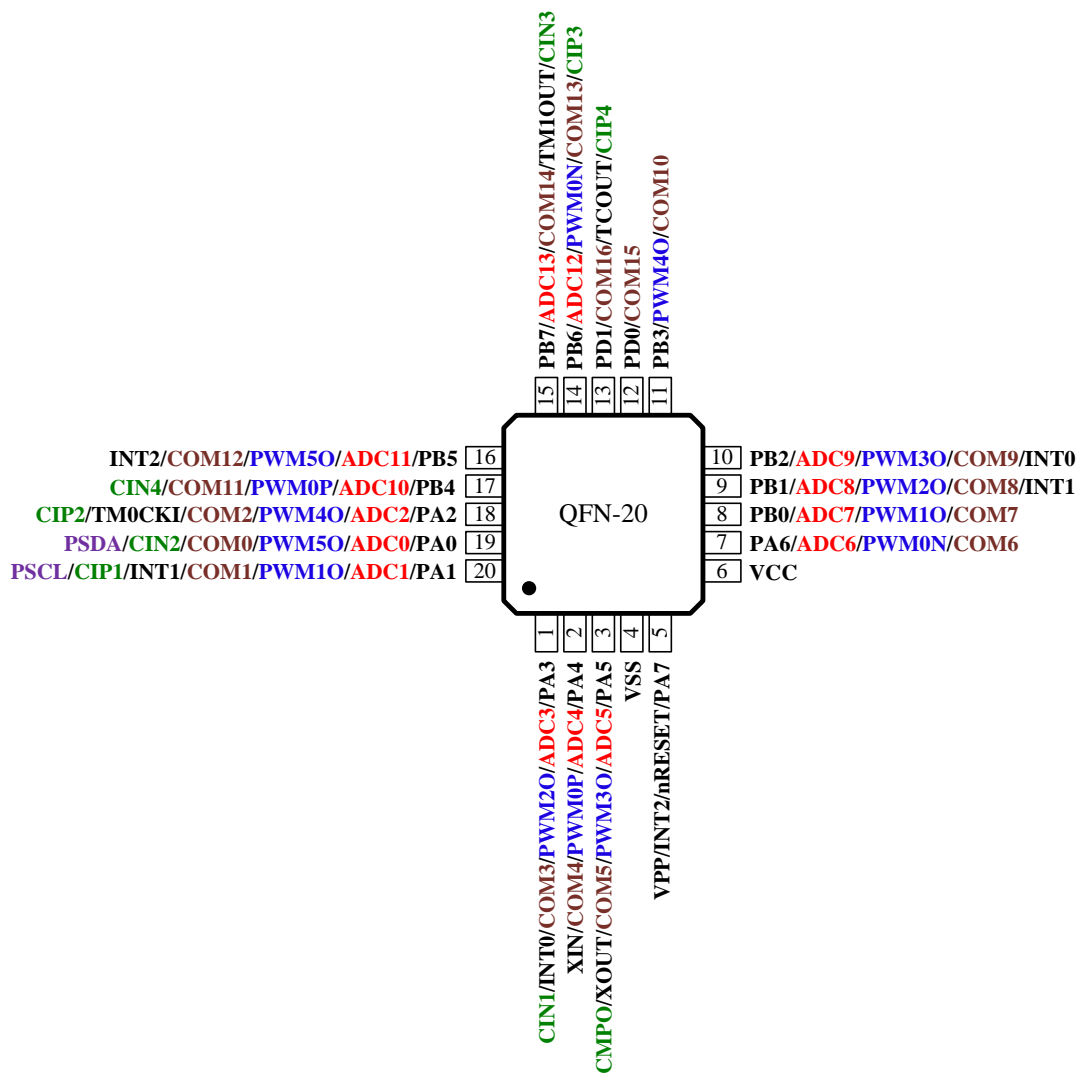 PB7/ADC13/COM14/TM1OUT/CIN3
PB6/ADC12/PWM0N/COM13/CIP3
PD1/COM16/TCOUT/CIP4
PD0/COM15
PB3/PWM4O/COM10
15
14
13
12
11
INT2/COM12/PWM5O/ADC11/PB5 16
CIN4/COM11/PWM0P/ADC10/PB4 17
CIP2/TM0CKI/COM2/PWM4O/ADC2/PA2 18
PSDA/CIN2/COM0/PWM5O/ADC0/PA0 19
PSCL/CIP1/INT1/COM1/PWM1O/ADC1/PA1 20
QFN-20
10 PB2/ADC9/PWM3O/COM9/INT0
9 PB1/ADC8/PWM2O/COM8/INT1
8 PB0/ADC7/PWM1O/COM7
7 PA6/ADC6/PWM0N/COM6
6 VCC
1
2
3
4
5
CIN1/INT0/COM3/PWM2O/ADC3/PA3
XIN/COM4/PWM0P/ADC4/PA4
CMPO/XOUT/COM5/PWM3O/ADC5/PA5
VSS
VPP/INT2/nRESET/PA7